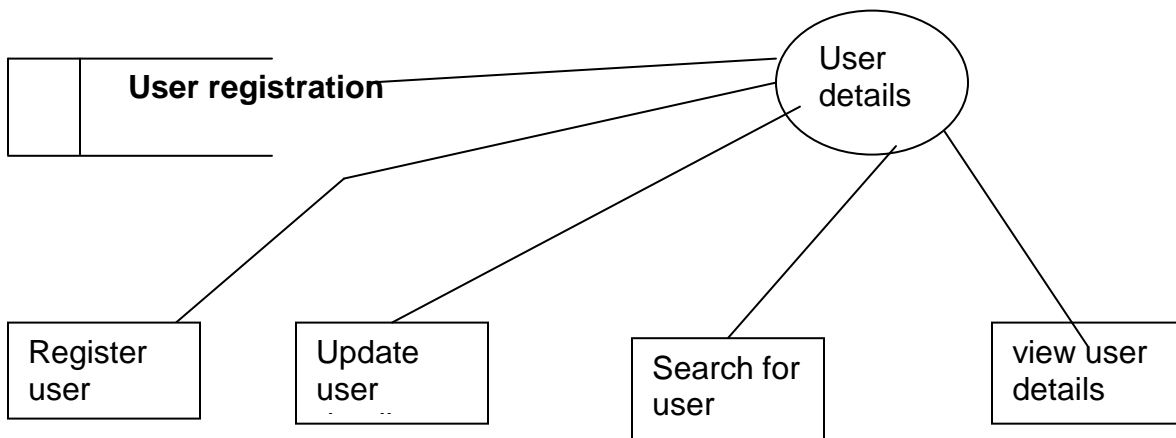 User registration
User
details
Register
user
Update
user
Search for
user
view user
details